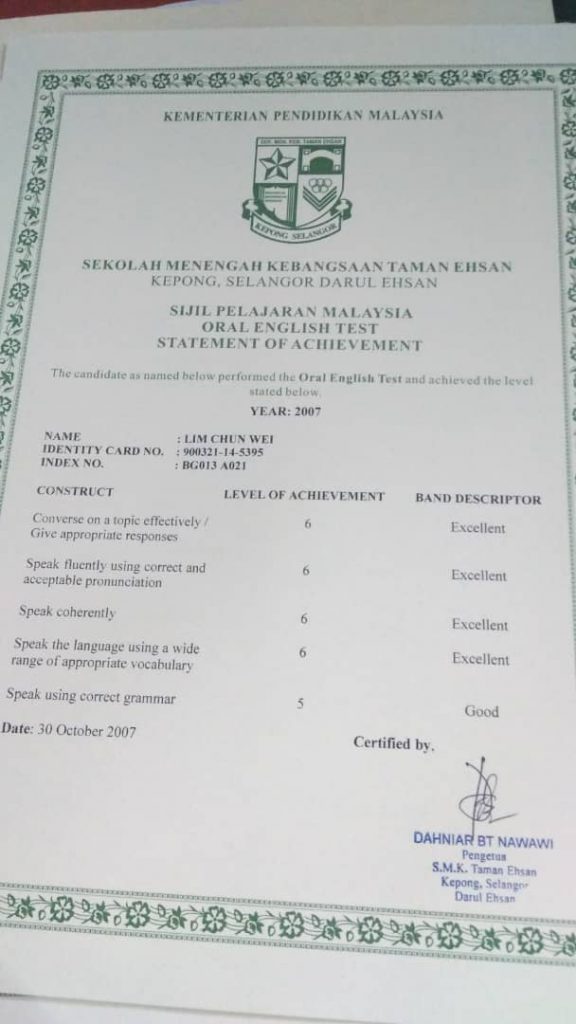 KEMENTERIAN PENDIDIKAN MALAYSIA
KEPONG SELANGOR
SEKOLAH MENENGAH KEBANGSAAN TAMAN EHSAN
KEPONG, SELANGOR DARUL EHSAN
SIJIL PELAJARAN MALAYSIA
ORAL ENGLISH TEST
STATEMENT OF ACHIEVEMENT
The candidate as named below performed the Oral English Test and achieved the level
stated below.
YEAR: 2007
NAME : LIM CHUN WEI
IDENTITY CARD NO. : 900321-14-5395
INDEX NO. : BG013 A021
CONSTRUCT LEVEL OF ACHIEVEMENT BAND DESCRIPTOR
Converse on a topic effectively / 6 Excellent
Give appropriate responses
Speak fluently using correct and 6 Excellent
acceptable pronunciation
Speak coherently 6 Excellent
Speak the language using a wide 6 Excellent
range of appropriate vocabulary
Speak using correct grammar 5 Good
Date: 30 October 2007
Certified by,
DAHNIAR BT NAWAWI
Pengetua
S.M.K. Taman Ehsan
Kepong, Selangor
Darul Ehsan